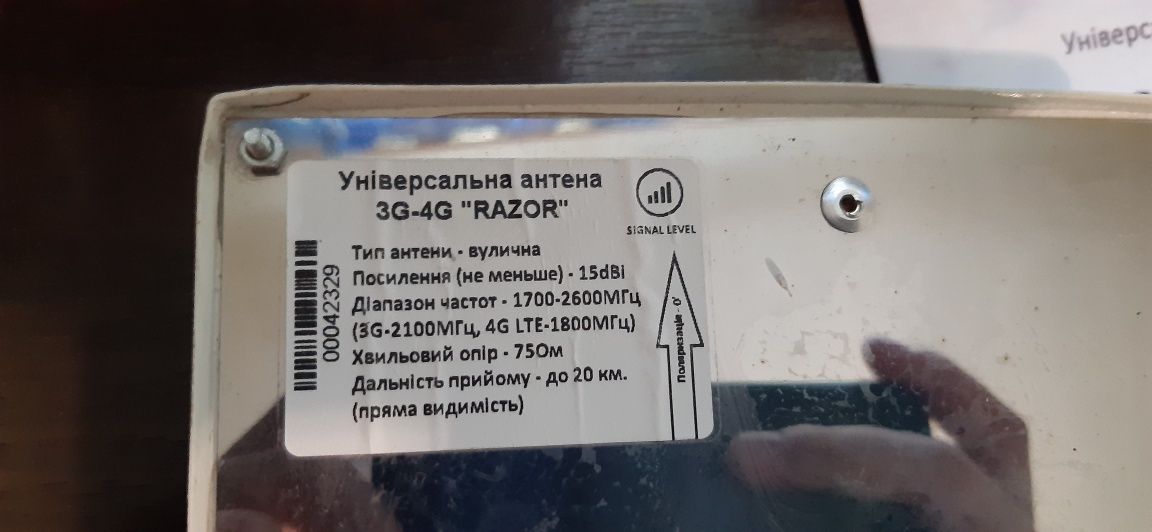 Універс
Універсальна антена
3G-4G "RAZOR"
SIGNAL LEVEL
Тип антени - вулична
Посилення (не меньше) - 15dBi
Діапазон частот - 1700-2600МГц
(3G-2100МГц, 4G LTE-1800МГц)
Хвильовий опір - 75Ом
Дальність прийому - до 20 км.
(пряма видимість)
00042329
Поляризація - 0°